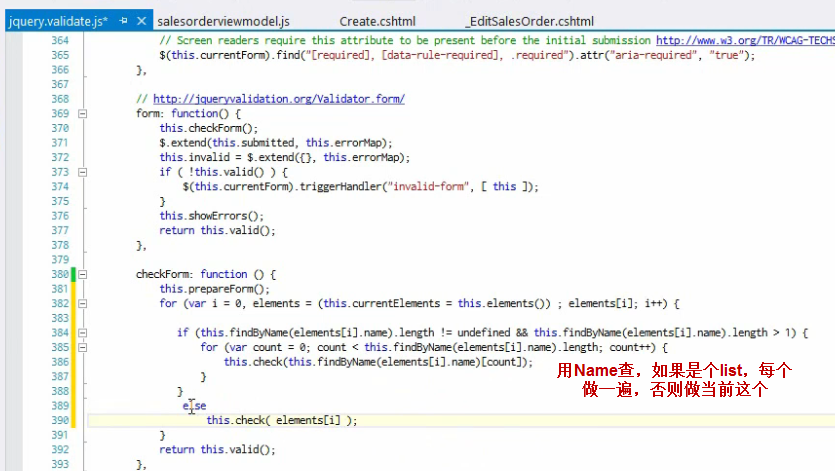 jquery.validate.js* salesorderviewmodel.js Create.cshtml _EditSalesOrder.cshtml
364 // Screen readers require this attribute to be present before the initial submission http://www.w3.org/TR/WCAG-TECHS
365 $(this.currentForm).find("[required], [data-rule-required], .required").attr("aria-required", "true");
366 },
367
368 // http://jqueryvalidation.org/Validator.form/
369 form: function() {
370 this.checkForm();
371 $.extend(this.submitted, this.errorMap);
372 this.invalid = $.extend({}, this.errorMap);
373 if ( !this.valid() ) {
374 $(this.currentForm).triggerHandler("invalid-form", [ this ]);
375 }
376 this.showErrors();
377 return this.valid();
378 },
379
380 checkForm: function () {
381 this.prepareForm();
382 for (var i = 0, elements = (this.currentElements = this.elements()) ; elements[i]; i++) {
383
384 if (this.findByName(elements[i].name).length != undefined && this.findByName(elements[i].name).length > 1) {
385 for (var count = 0; count < this.findByName(elements[i].name).length; count++) {
386 this.check(this.findByName(elements[i].name)[count]);
387 }
388 }
389 else
390 this.check( elements[i] );
391 }
392 return this.valid();
393 },
用Name查，如果是个list，每个
做一遍，否则做当前这个